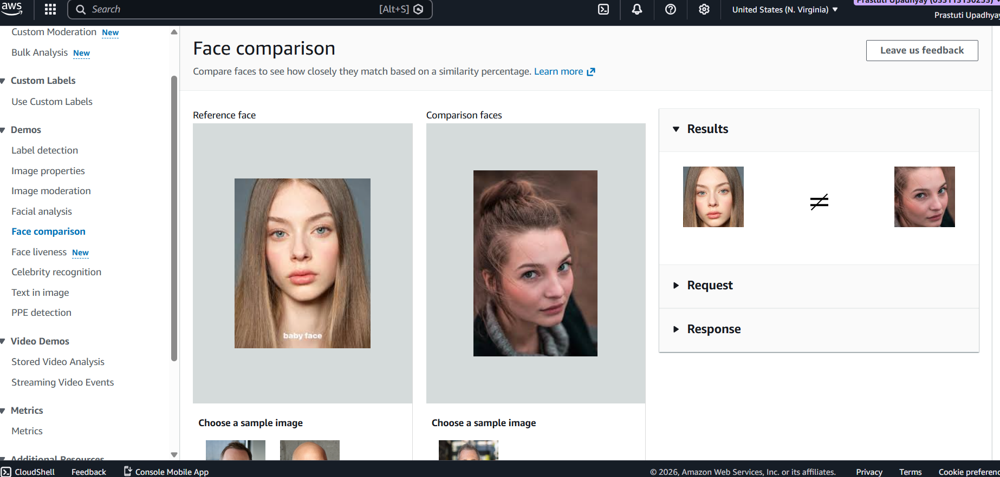 aws
Search
[Alt+S]
United States (N. Virginia)
Prastuti Upadhyay
Custom Moderation New
Bulk Analysis New
Custom Labels
Use Custom Labels
Demos
Label detection
Image properties
Image moderation
Facial analysis
Face comparison
Face liveness New
Celebrity recognition
Text in image
PPE detection
Video Demos
Stored Video Analysis
Streaming Video Events
Metrics
Metrics
Additional Resources
Face comparison
Compare faces to see how closely they match based on a similarity percentage. Learn more
Leave us feedback
Reference face
baby face
Choose a sample image
Comparison faces
Choose a sample image
Results
≠
Request
Response
CloudShell
Feedback
Console Mobile App
© 2026, Amazon Web Services, Inc. or its affiliates.
Privacy
Terms
Cookie preferen